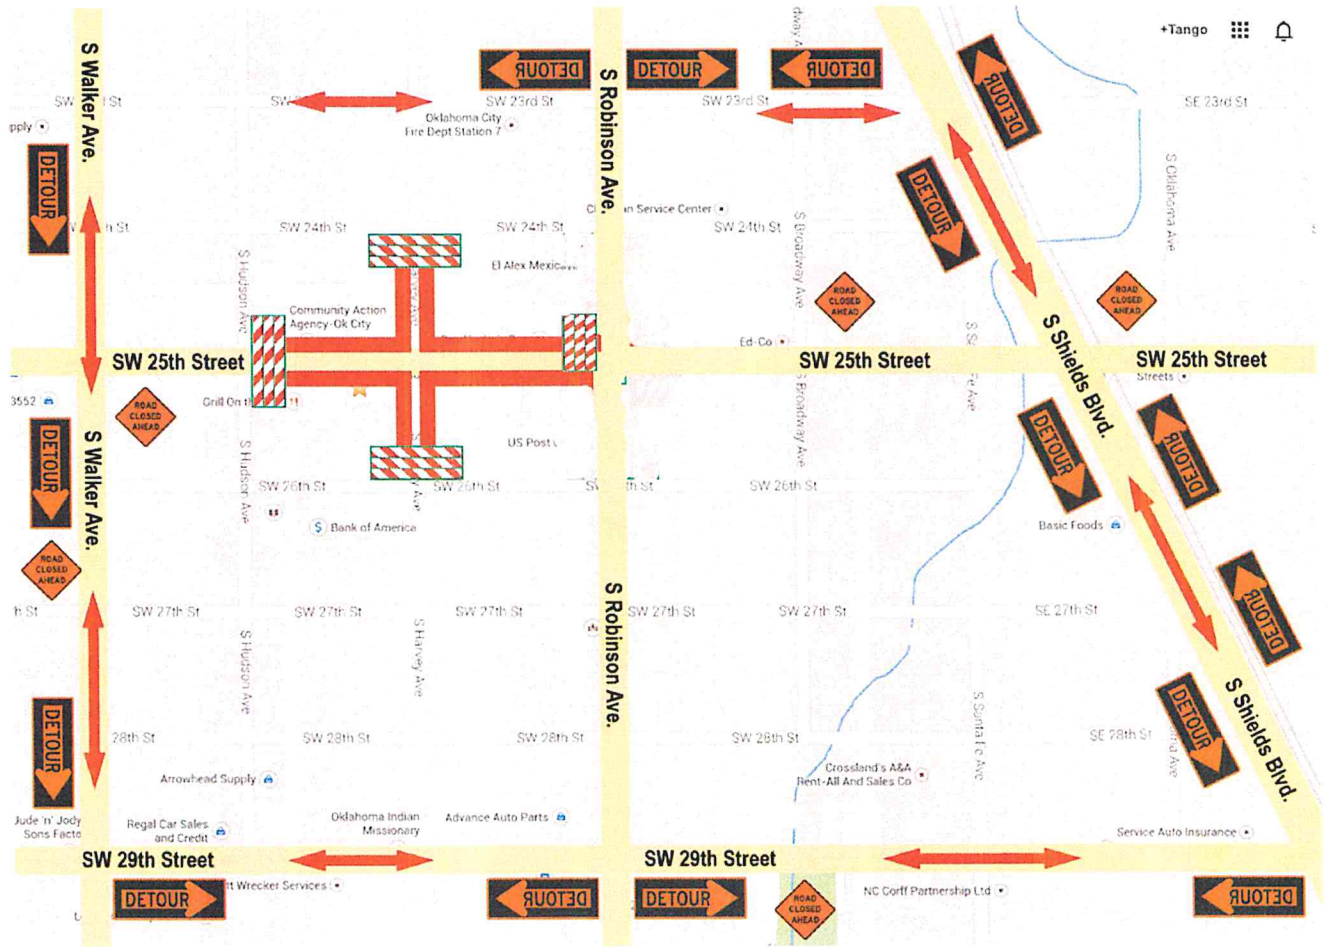 +Tango
S Walker Ave.
DETOUR
S Robinson Ave.
DETOUR
DETOUR
DETOUR
SW 23rd St
SW 23rd St
SE 23rd St
Oklahoma City
Fire Dept Station 7
DETOUR
DETOUR
S Oklahoma Ave
Service Center
SW 24th St
SW 24th St
SW 24th St
S Hudson Ave
S Broadway Ave
El Alex
Community Action
Agency-Ok City
ROAD
CLOSED
AHEAD
ROAD
CLOSED
AHEAD
S Shields Blvd.
Ed-Co
SW 25th Street
SW 25th Street
SW 25th Street
Streets
3552
ROAD
CLOSED
AHEAD
Grill On
S Broadway Ave
DETOUR
S Walker Ave.
S Hudson Ave
US Post
DETOUR
DETOUR
SW 26th St
SW 26th St
SW 26th St
Bank of America
Basic Foods
ROAD
CLOSED
AHEAD
DETOUR
SW 27th St
SW 27th St
SW 27th St
SW 27th St
SW 27th St
SE 27th St
S Hudson Ave
S Harvey Ave
S Robinson Ave.
DETOUR
S Santa Fe Ave
DETOUR
S Shields Blvd.
28th St
SW 28th St
SW 28th St
SW 28th St
SE 28th St
Arrowhead Supply
Crossland's A&A
Rent-All And Sales Co
Jude 'n' Jody
Sons
Regal Car Sales
and Credit
Oklahoma Indian
Missionary
Advance Auto Parts
Service Auto Insurance
SW 29th Street
SW 29th Street
DETOUR
Wrecker Services
DETOUR
DETOUR
ROAD
CLOSED
AHEAD
NC Corff Partnership Ltd
DETOUR